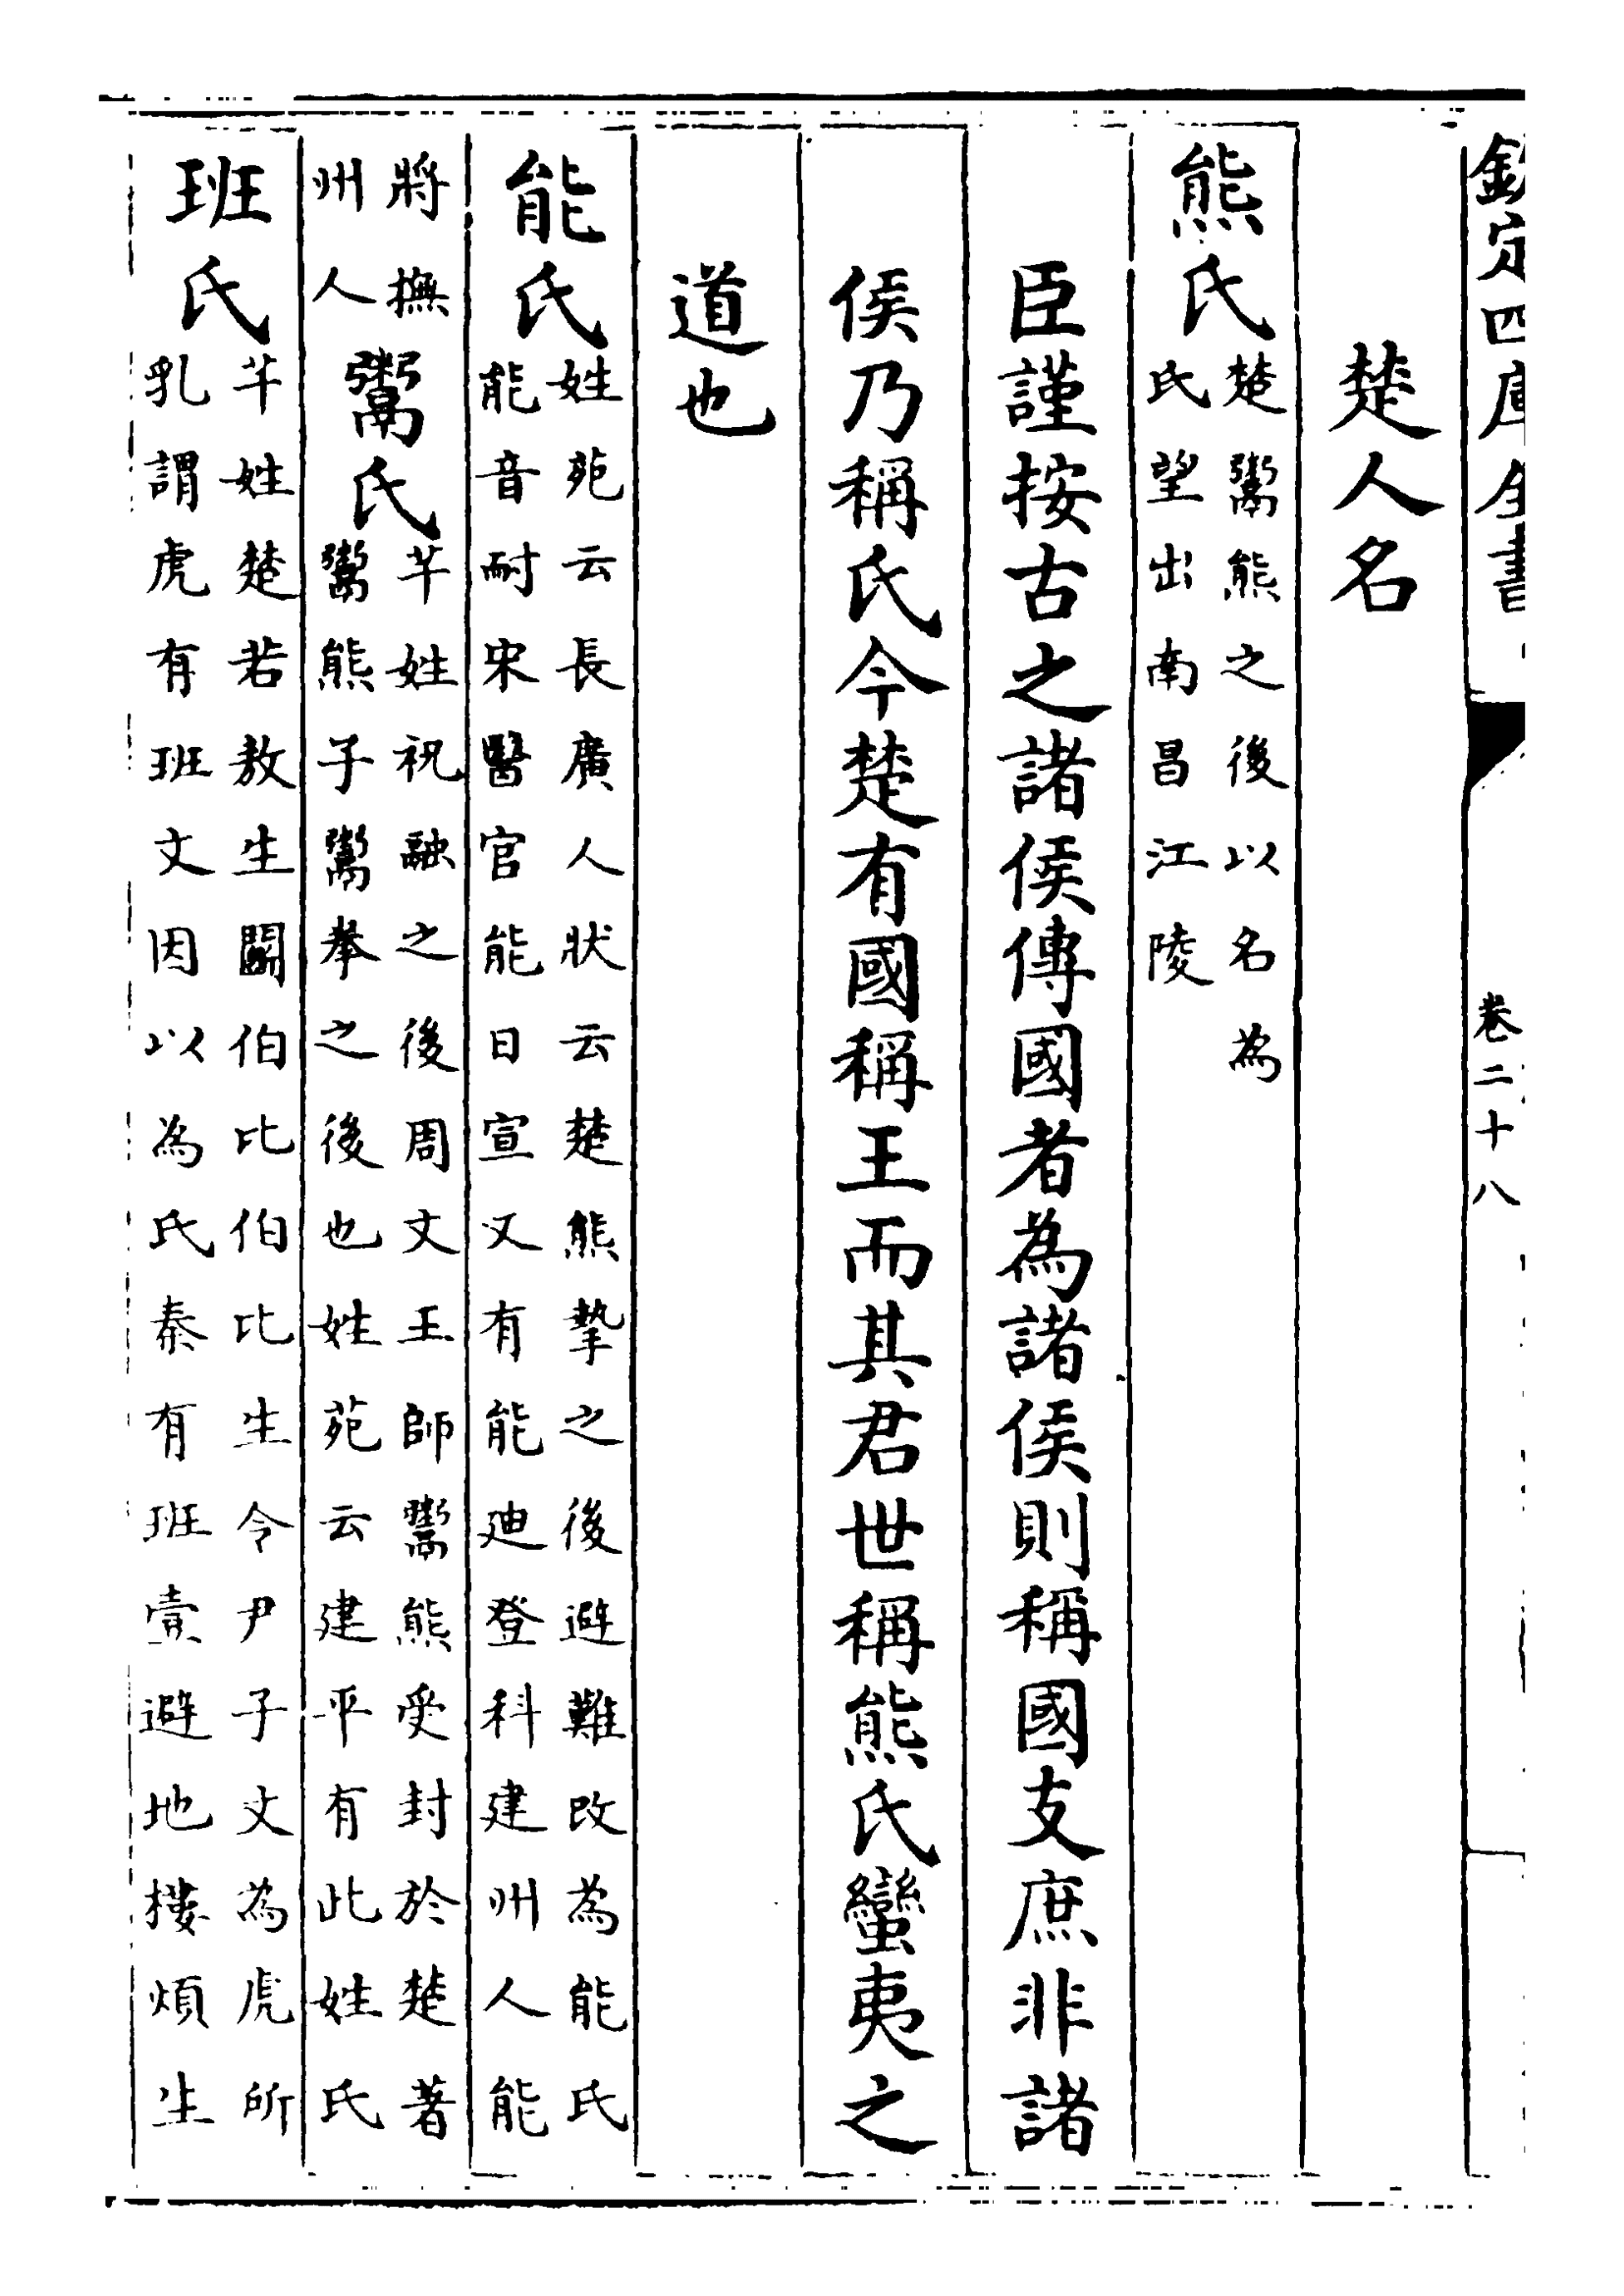 欽定四庫全書
卷二十八
楚人名
熊氏
楚鬻熊之後以名為
氏望出南昌江陵
臣謹按古之諸侯傳國者為諸侯則稱國支庶非諸
侯乃稱氏今楚有國稱王而其君世稱熊氏蠻夷之
道也
能氏
姓苑云長廣人狀云楚熊摯之後避難改為能氏
能音耐宋醫官能日宣又有能迪登科建州人能
將撫
州人
鬻氏
芊姓祝融之後周文王師鬻熊受封於楚著
鬻熊子鬻拳之後也姓苑云建平有此姓氏
班氏
芊姓楚若敖生鬭伯比伯比生令尹子文為虎所
乳謂虎有班文因以為氏秦有班壹避地樓煩生